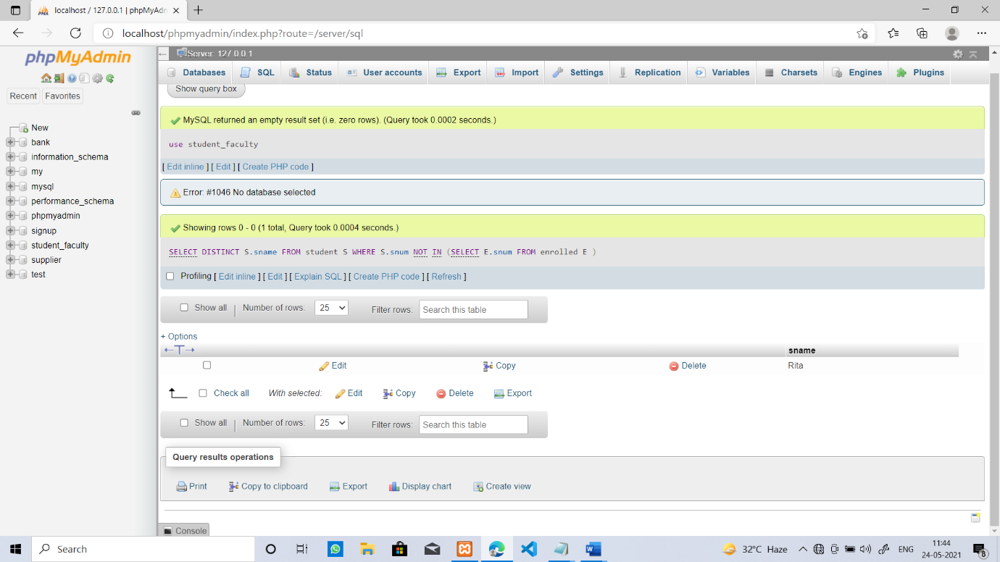 localhost / 127.0.0.1 | phpMyAdn
localhost/phpmyadmin/index.php?route=/server/sql
phpMyAdmin
Recent Favorites
New
bank
information_schema
my
mysql
performance_schema
phpmyadmin
signup
student_faculty
supplier
test
Server: 127.0.0.1
Databases SQL Status User accounts Export Import Settings Replication Variables Charsets Engines Plugins
Show query box
MySQL returned an empty result set (i.e. zero rows). (Query took 0.0002 seconds.)
use student_faculty
[ Edit inline ] [ Edit ] [ Create PHP code ]
Error: #1046 No database selected
Showing rows 0 - 0 (1 total, Query took 0.0004 seconds.)
SELECT DISTINCT S.sname FROM student S WHERE S.snum NOT IN (SELECT E.snum FROM enrolled E )
Profiling [ Edit inline ] [ Edit ] [ Explain SQL ] [ Create PHP code ] [ Refresh ]
Show all | Number of rows: 25 Filter rows: Search this table
+ Options
←T→ sname
Edit Copy Delete Rita
Check all With selected: Edit Copy Delete Export
Show all | Number of rows: 25 Filter rows: Search this table
Query results operations
Print Copy to clipboard Export Display chart Create view
Console
Search
32°C Haze
ENG
11:44
24-05-2021
8